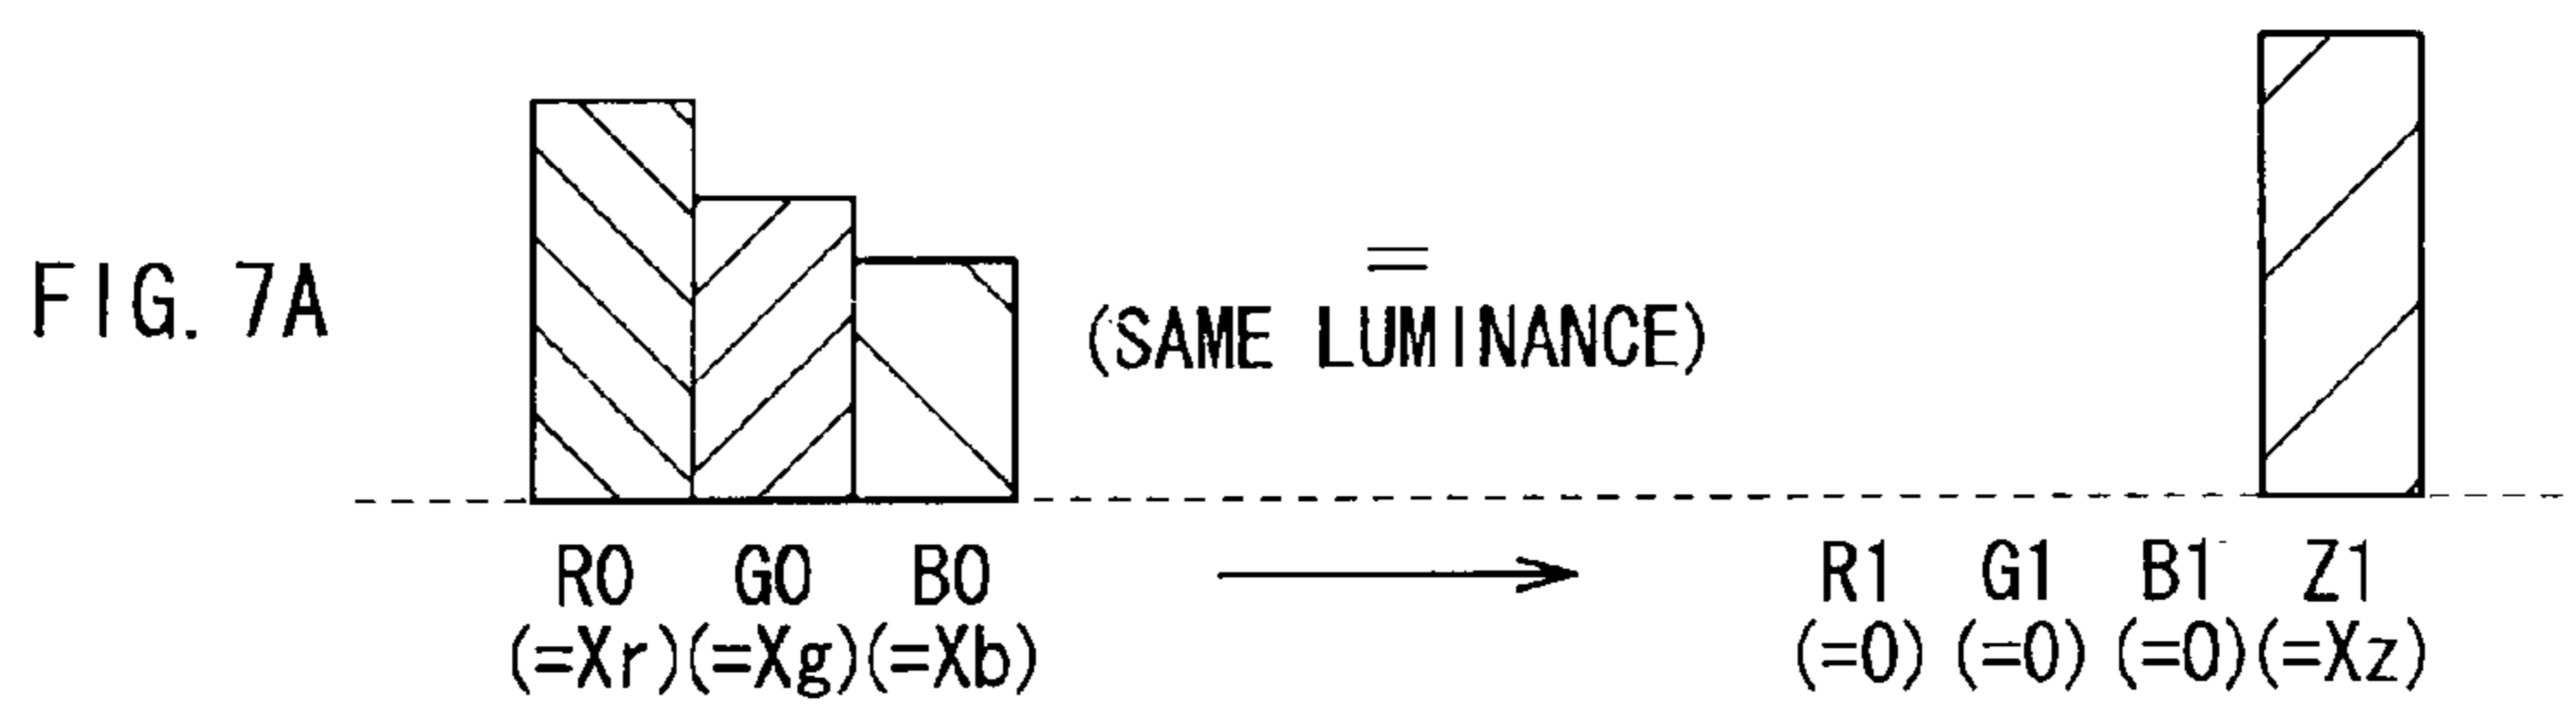 FIG. 7A
=
(SAME LUMINANCE)
R0 G0 B0 R1 G1 B1 Z1
(=Xr)(=Xg)(=Xb) (=0) (=0) (=0)(=Xz)